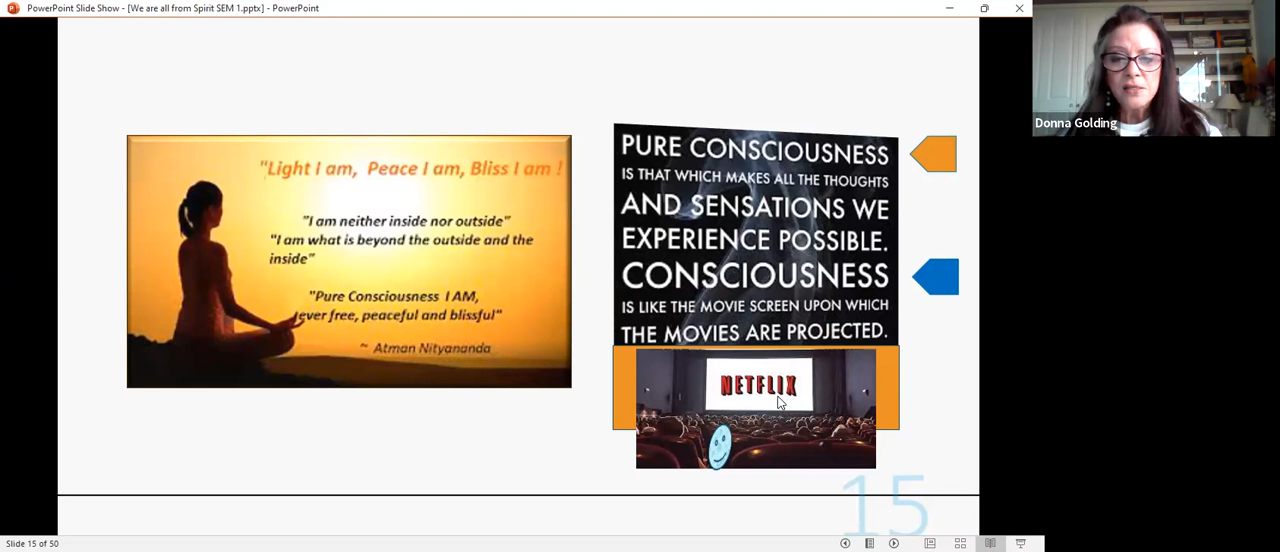 PowerPoint Slide Show - [We are all from Spirit SEM 1.pptx] - PowerPoint
"Light I am, Peace I am, Bliss I am !
"I am neither inside nor outside"
"I am what is beyond the outside and the
inside"
"Pure Consciousness I AM,
ever free, peaceful and blissful"
~ Atman Nityananda
PURE CONSCIOUSNESS
IS THAT WHICH MAKES ALL THE THOUGHTS
AND SENSATIONS WE
EXPERIENCE POSSIBLE.
CONSCIOUSNESS
IS LIKE THE MOVIE SCREEN UPON WHICH
THE MOVIES ARE PROJECTED.
NETFLIX
15
Slide 15 of 50
Donna Golding